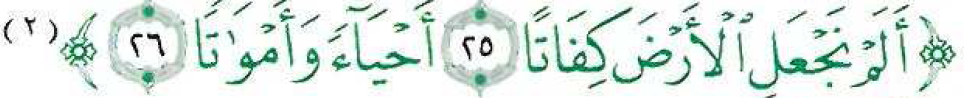 ﴿أَلَمْ نَجْعَلِ ٱلْأَرْضَ كِفَاتًا ٢٥ أَحْيَآءً وَأَمْوَٰتًا ٢٦﴾ (٢)